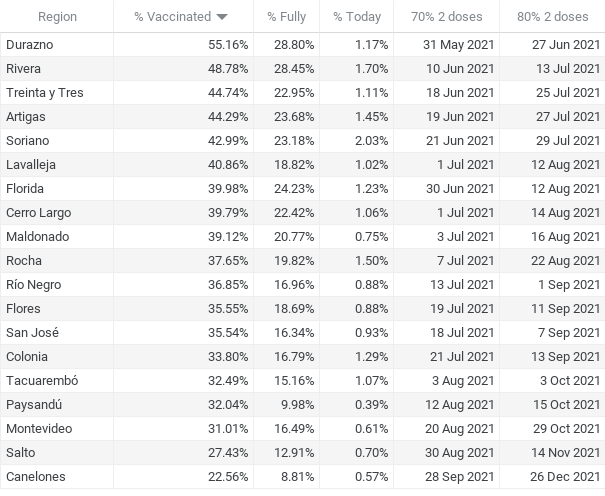 Region % Vaccinated % Fully % Today 70% 2 doses 80% 2 doses
Durazno 55.16% 28.80% 1.17% 31 May 2021 27 Jun 2021
Rivera 48.78% 28.45% 1.70% 10 Jun 2021 13 Jul 2021
Treinta y Tres 44.74% 22.95% 1.11% 18 Jun 2021 25 Jul 2021
Artigas 44.29% 23.68% 1.45% 19 Jun 2021 27 Jul 2021
Soriano 42.99% 23.18% 2.03% 21 Jun 2021 29 Jul 2021
Lavalleja 40.86% 18.82% 1.02% 1 Jul 2021 12 Aug 2021
Florida 39.98% 24.23% 1.23% 30 Jun 2021 12 Aug 2021
Cerro Largo 39.79% 22.42% 1.06% 1 Jul 2021 14 Aug 2021
Maldonado 39.12% 20.77% 0.75% 3 Jul 2021 16 Aug 2021
Rocha 37.65% 19.82% 1.50% 7 Jul 2021 22 Aug 2021
Río Negro 36.85% 16.96% 0.88% 13 Jul 2021 1 Sep 2021
Flores 35.55% 18.69% 0.88% 19 Jul 2021 11 Sep 2021
San José 35.54% 16.34% 0.93% 18 Jul 2021 7 Sep 2021
Colonia 33.80% 16.79% 1.29% 21 Jul 2021 13 Sep 2021
Tacuarembó 32.49% 15.16% 1.07% 3 Aug 2021 3 Oct 2021
Paysandú 32.04% 9.98% 0.39% 12 Aug 2021 15 Oct 2021
Montevideo 31.01% 16.49% 0.61% 20 Aug 2021 29 Oct 2021
Salto 27.43% 12.91% 0.70% 30 Aug 2021 14 Nov 2021
Canelones 22.56% 8.81% 0.57% 28 Sep 2021 26 Dec 2021